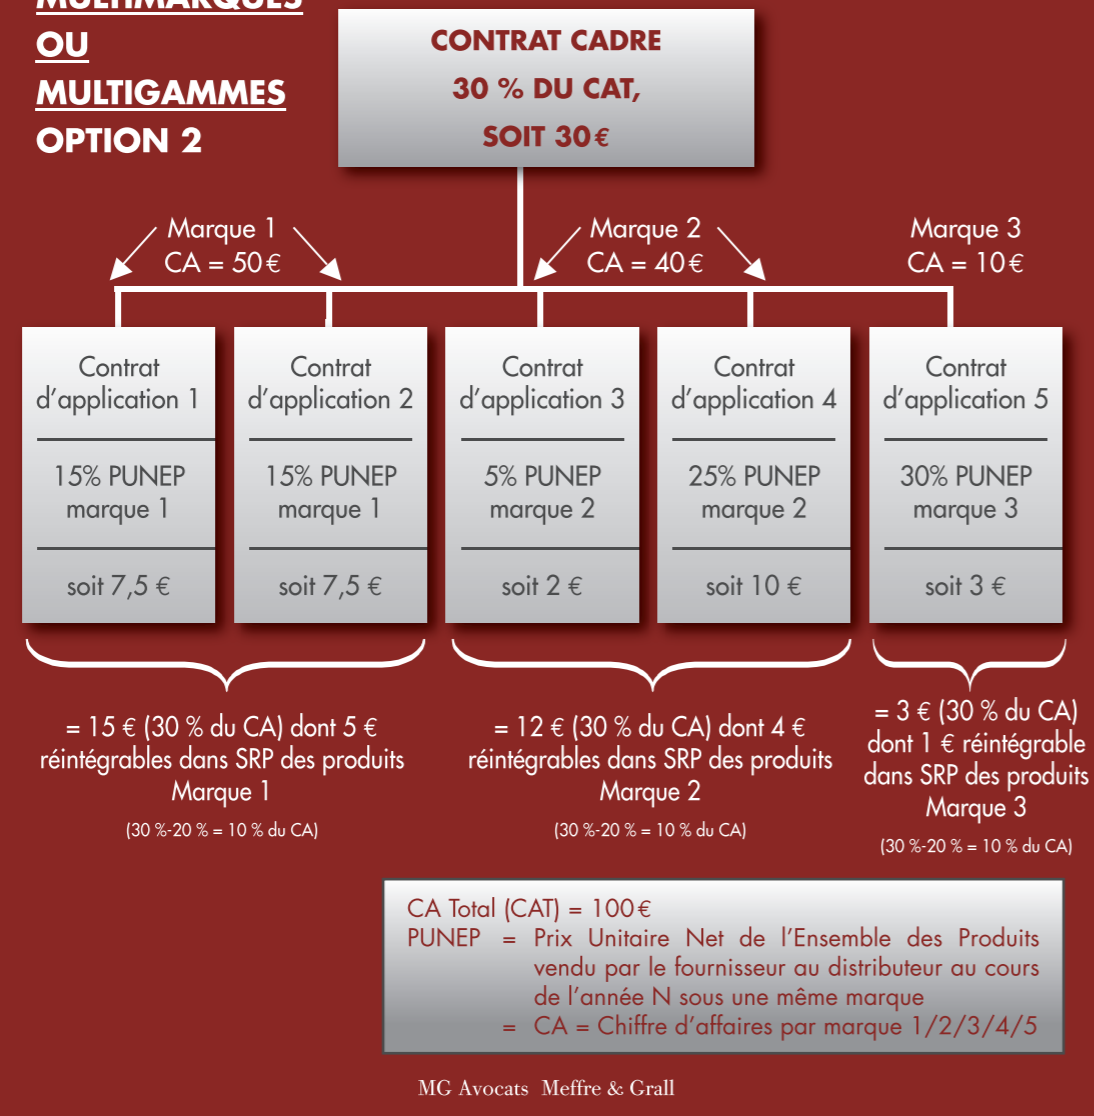 MULTIMARQUES
OU
MULTIGAMMES
OPTION 2
CONTRAT CADRE
30 % DU CAT,
SOIT 30 €
Marque 1
CA = 50 €
Marque 2
CA = 40 €
Marque 3
CA = 10 €
Contrat
d’application 1
15% PUNEP
marque 1
soit 7,5 €
Contrat
d’application 2
15% PUNEP
marque 1
soit 7,5 €
Contrat
d’application 3
5% PUNEP
marque 2
soit 2 €
Contrat
d’application 4
25% PUNEP
marque 2
soit 10 €
Contrat
d’application 5
30% PUNEP
marque 3
soit 3 €
= 15 € (30 % du CA) dont 5 €
réintégrables dans SRP des produits
Marque 1
(30 %-20 % = 10 % du CA)
= 12 € (30 % du CA) dont 4 €
réintégrables dans SRP des produits
Marque 2
(30 %-20 % = 10 % du CA)
= 3 € (30 % du CA)
dont 1 € réintégrable
dans SRP des produits
Marque 3
(30 %-20 % = 10 % du CA)
CA Total (CAT) = 100 €
PUNEP = Prix Unitaire Net de l’Ensemble des Produits
vendu par le fournisseur au distributeur au cours
de l’année N sous une même marque
= CA = Chiffre d’affaires par marque 1/2/3/4/5
MG Avocats Meffre & Grall